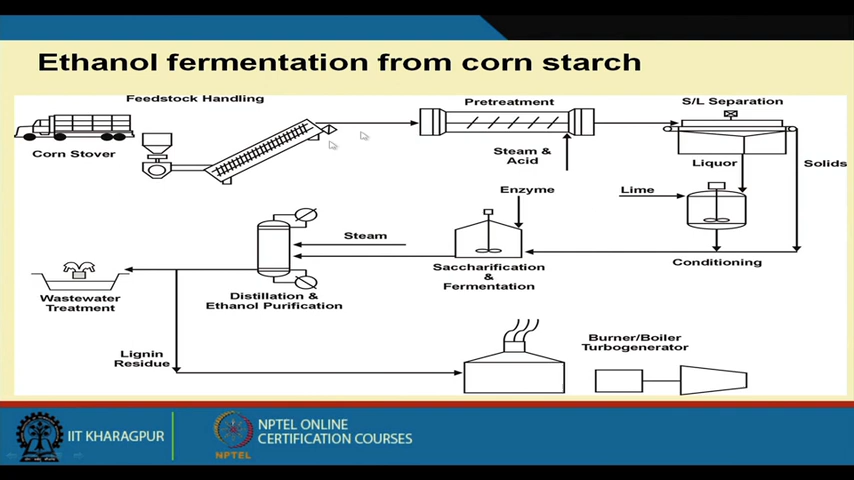 Ethanol fermentation from corn starch
Feedstock Handling
Corn Stover
Pretreatment
Steam &
Acid
S/L Separation
Liquor
Solids
Enzyme
Lime
Conditioning
Saccharification
&
Fermentation
Steam
Distillation &
Ethanol Purification
Wastewater
Treatment
Lignin
Residue
Burner/Boiler
Turbogenerator
IIT KHARAGPUR
NPTEL
NPTEL ONLINE
CERTIFICATION COURSES